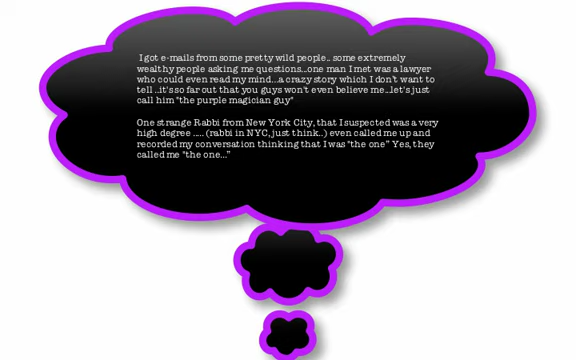 I got e-mails from some pretty wild people.. some extremely
wealthy people asking me questions...one man I met was a lawyer
who could even read my mind...a crazy story which I don't want to
tell ..it's so far out that you guys won't even believe me...let's just
call him "the purple magician guy"
One strange Rabbi from New York City, that I suspected was a very
high degree ..... (rabbi in NYC, just think..) even called me up and
recorded my conversation thinking that I was "the one" Yes, they
called me "the one..."